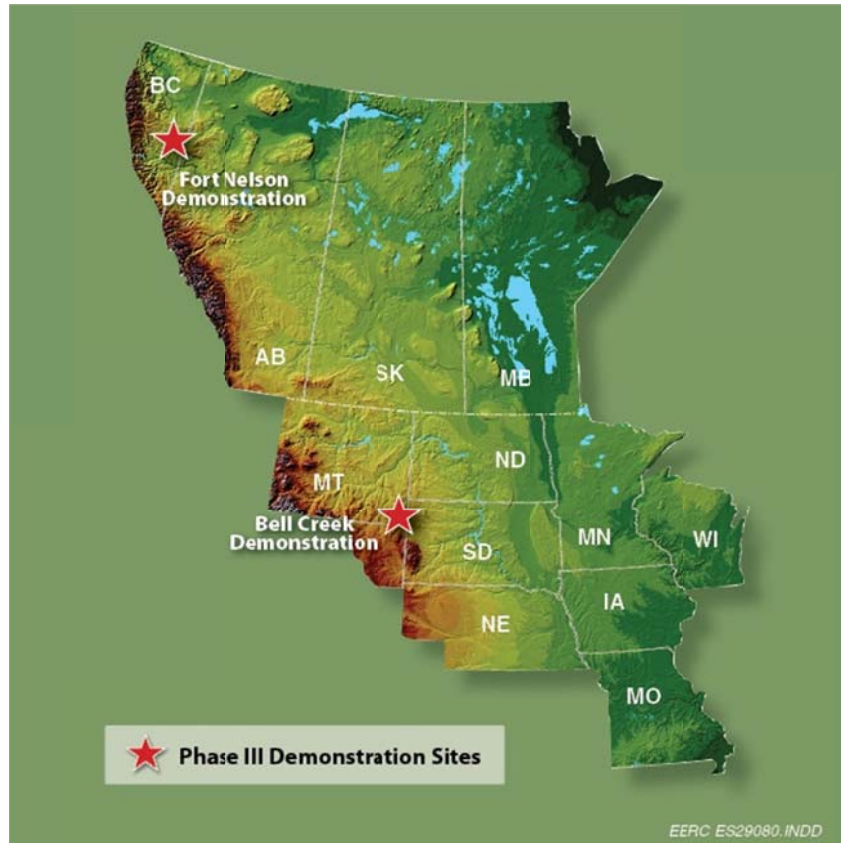 BC
Fort Nelson
Demonstration
AB
SK
MB
ND
MT
Bell Creek
Demonstration
SD
MN
WI
IA
NE
MO
Phase III Demonstration Sites
EERC ES29080.INDD